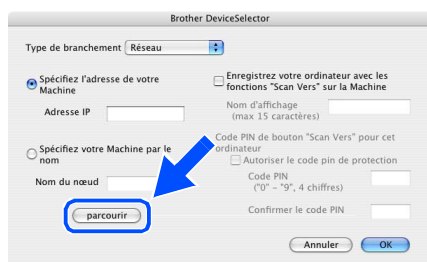 Brother DeviceSelector
Type de branchement
Réseau
Spécifiez l'adresse de votre
Machine
Adresse IP
Spécifiez votre Machine par le
nom
Nom du nœud
parcourir
Enregistrez votre ordinateur avec les
fonctions "Scan Vers" sur la Machine
Nom d'affichage
(max 15 caractères)
Code PIN de bouton "Scan Vers" pour cet
ordinateur
Autoriser le code pin de protection
Code PIN
("0" – "9", 4 chiffres)
Confirmer le code PIN
Annuler
OK